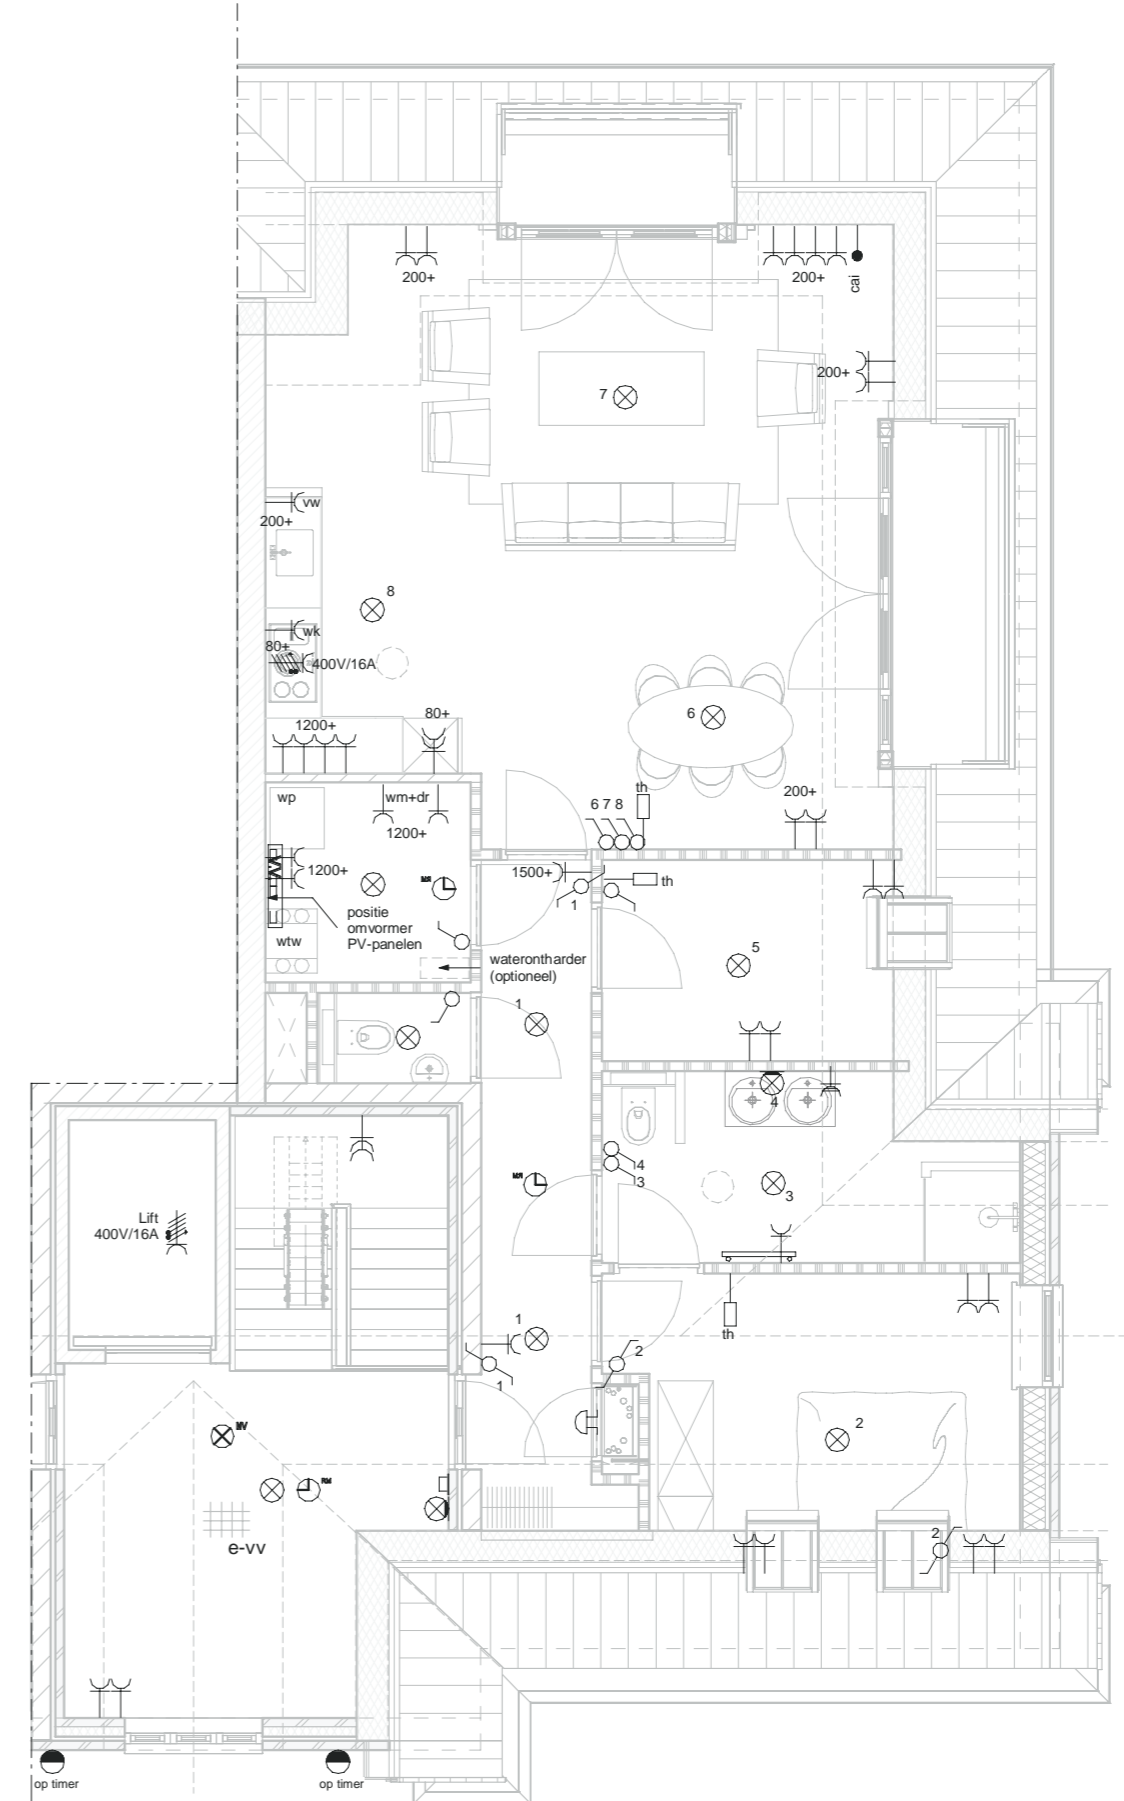 200+
200+
cai
200+
7
vw
200+
8
wk
80+
400V/16A
6
1200+
80+
th
6 7 8
200+
wp
wm+dr
1200+
1200+
1500+
1
th
positie
omvormer
PV-panelen
wtw
waterontharder
(optioneel)
5
1
4
4
3
3
Lift
400V/16A
th
1
2
1
2
MV
RM
e-vv
2
op timer
op timer